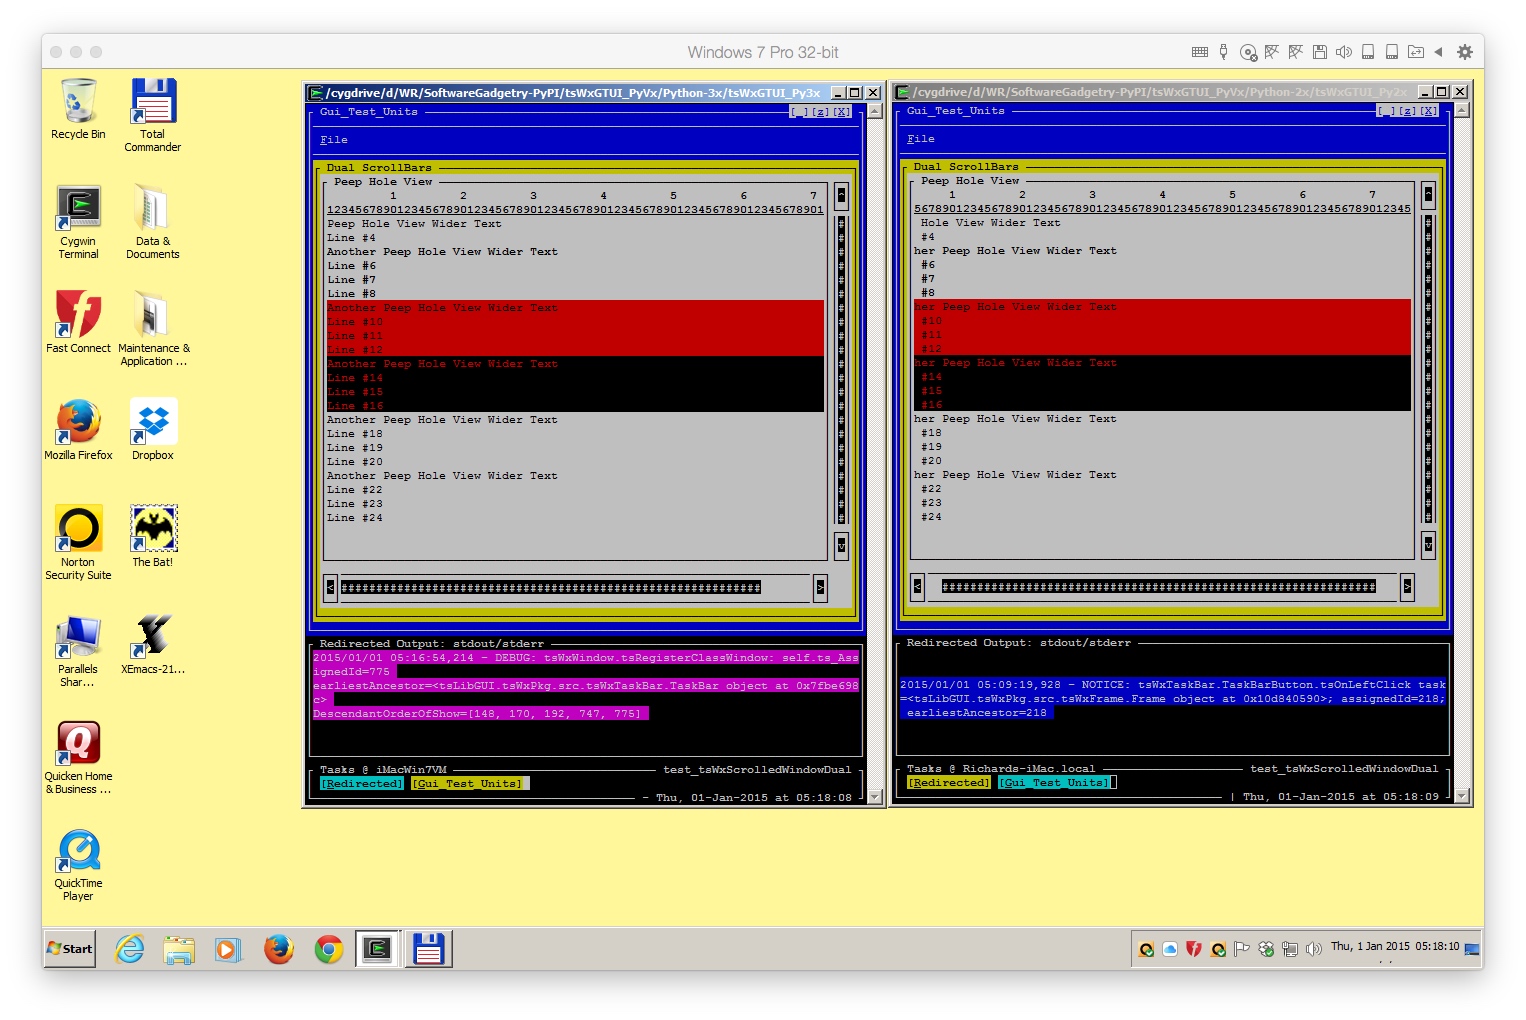 Windows 7 Pro 32-bit
Recycle Bin
Total
Commander
Cygwin
Terminal
Data &
Documents
Fast Connect
Maintenance &
Application ...
Mozilla Firefox
Dropbox
Norton
Security Suite
The Bat!
Parallels
Shar...
XEmacs-21...
Quicken Home
& Business ...
QuickTime
Player
/cygdrive/d/WR/SoftwareGadgetry-PyPI/tsWxGTUI_PyVx/Python-3x/tsWxGTUI_Py3x
Gui_Test_Units
[_][z][X]
File
Dual ScrollBars
Peep Hole View
1 2 3 4 5 6 7
12345678901234567890123456789012345678901234567890123456789012345678901
Peep Hole View Wider Text
Line #4
Another Peep Hole View Wider Text
Line #6
Line #7
Line #8
Another Peep Hole View Wider Text
Line #10
Line #11
Line #12
Another Peep Hole View Wider Text
Line #14
Line #15
Line #16
Another Peep Hole View Wider Text
Line #18
Line #19
Line #20
Another Peep Hole View Wider Text
Line #22
Line #23
Line #24
< ############################################################ >
Redirected Output: stdout/stderr
2015/01/01 05:16:54,214 - DEBUG: tsWxWindow.tsRegisterClassWindow: self.ts_Ass
ignedId=775
earliestAncestor=<tsLibGUI.tsWxPkg.src.tsWxTaskBar.TaskBar object at 0x7fbe698
c>
DescendantOrderOfShow=[148, 170, 192, 747, 775]
Tasks @ iMacWin7VM
test_tsWxScrolledWindowDual
[Redirected] [Gui_Test_Units]
- Thu, 01-Jan-2015 at 05:18:08
/cygdrive/d/WR/SoftwareGadgetry-PyPI/tsWxGTUI_PyVx/Python-2x/tsWxGTUI_Py2x
Gui_Test_Units
[_][z][X]
File
Dual ScrollBars
Peep Hole View
1 2 3 4 5 6 7
56789012345678901234567890123456789012345678901234567890123456789012345
Hole View Wider Text
#4
her Peep Hole View Wider Text
#6
#7
#8
her Peep Hole View Wider Text
#10
#11
#12
her Peep Hole View Wider Text
#14
#15
#16
her Peep Hole View Wider Text
#18
#19
#20
her Peep Hole View Wider Text
#22
#23
#24
< ############################################################## >
Redirected Output: stdout/stderr
2015/01/01 05:09:19,928 - NOTICE: tsWxTaskBar.TaskBarButton.tsOnLeftClick task
=<tsLibGUI.tsWxPkg.src.tsWxFrame.Frame object at 0x10d840590>; assignedId=218;
earliestAncestor=218
Tasks @ Richards-iMac.local
test_tsWxScrolledWindowDual
[Redirected] [Gui_Test_Units]
| Thu, 01-Jan-2015 at 05:18:09
Start
Thu, 1 Jan 2015 05:18:10